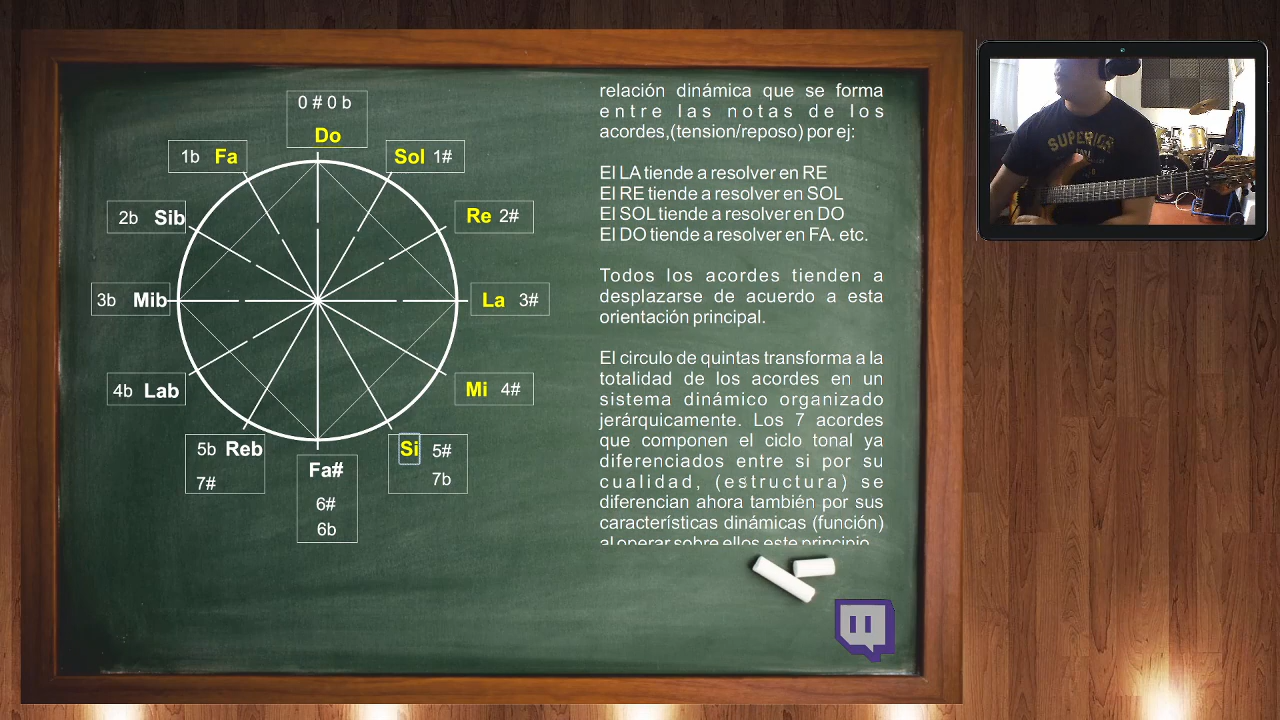 0 # 0 b
Do
1b Fa
Sol 1#
2b Sib
Re 2#
3b Mib
La 3#
4b Lab
Mi 4#
5b Reb
7#
Fa#
6#
6b
Si 5#
7b
relación dinámica que se forma
entre las notas de los
acordes,(tension/reposo) por ej:
El LA tiende a resolver en RE
El RE tiende a resolver en SOL
El SOL tiende a resolver en DO
El DO tiende a resolver en FA. etc.
Todos los acordes tienden a
desplazarse de acuerdo a esta
orientación principal.
El circulo de quintas transforma a la
totalidad de los acordes en un
sistema dinámico organizado
jerárquicamente. Los 7 acordes
que componen el ciclo tonal ya
diferenciados entre si por su
cualidad, (estructura) se
diferencian ahora también por sus
características dinámicas (función)
al operar sobre ellos este principio
SUPERIOR